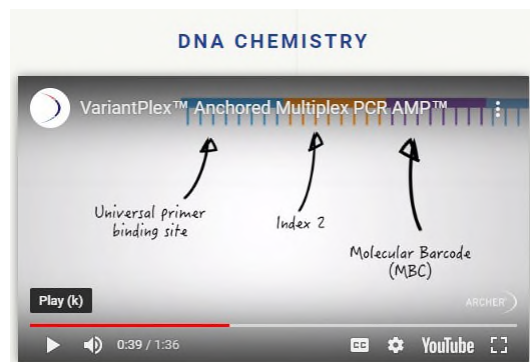 DNA CHEMISTRY
VariantPlex™ Anchored Multiplex PCR AMP™
Universal primer
binding site
Index 2
Molecular Barcode
(MBC)
Play (k)
ARCHER
0:39 / 1:36
CC
YouTube